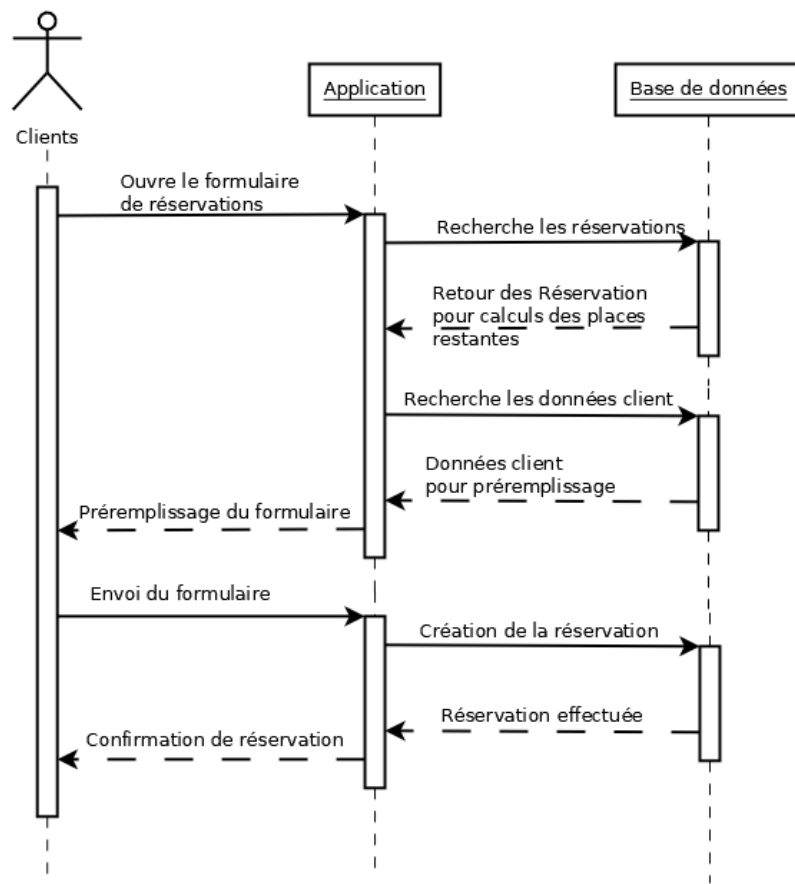 Clients
Application
Base de données
Ouvre le formulaire
de réservations
Recherche les réservations
Retour des Réservation
pour calculs des places
restantes
Recherche les données client
Données client
pour préremplissage
Préremplissage du formulaire
Envoi du formulaire
Création de la réservation
Réservation effectuée
Confirmation de réservation